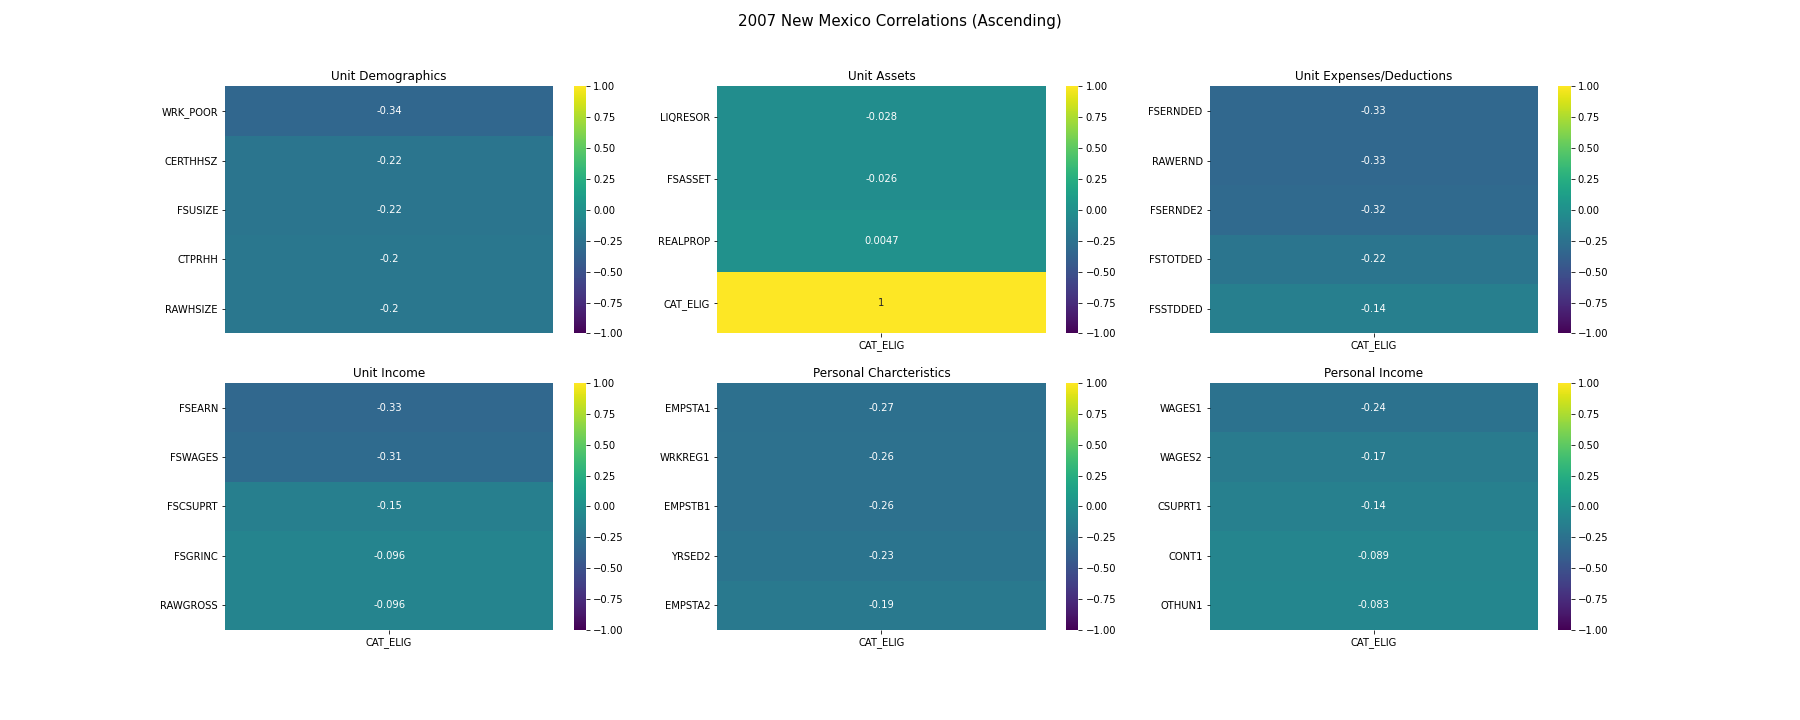 2007 New Mexico Correlations (Ascending)
Unit Demographics
WRK_POOR
CERTHHSZ
FSUSIZE
CTPRHH
RAWHSIZE
-0.34
-0.22
-0.22
-0.2
-0.2
1.00
0.75
0.50
0.25
0.00
−0.25
−0.50
−0.75
−1.00
Unit Assets
LIQRESOR
FSASSET
REALPROP
CAT_ELIG
-0.028
-0.026
0.0047
1
CAT_ELIG
1.00
0.75
0.50
0.25
0.00
−0.25
−0.50
−0.75
−1.00
Unit Expenses/Deductions
FSERNDED
RAWERND
FSERNDE2
FSTOTDED
FSSTDDED
-0.33
-0.33
-0.32
-0.22
-0.14
CAT_ELIG
1.00
0.75
0.50
0.25
0.00
−0.25
−0.50
−0.75
−1.00
Unit Income
FSEARN
FSWAGES
FSCSUPRT
FSGRINC
RAWGROSS
-0.33
-0.31
-0.15
-0.096
-0.096
CAT_ELIG
1.00
0.75
0.50
0.25
0.00
−0.25
−0.50
−0.75
−1.00
Personal Charcteristics
EMPSTA1
WRKREG1
EMPSTB1
YRSED2
EMPSTA2
-0.27
-0.26
-0.26
-0.23
-0.19
CAT_ELIG
1.00
0.75
0.50
0.25
0.00
−0.25
−0.50
−0.75
−1.00
Personal Income
WAGES1
WAGES2
CSUPRT1
CONT1
OTHUN1
-0.24
-0.17
-0.14
-0.089
-0.083
CAT_ELIG
1.00
0.75
0.50
0.25
0.00
−0.25
−0.50
−0.75
−1.00